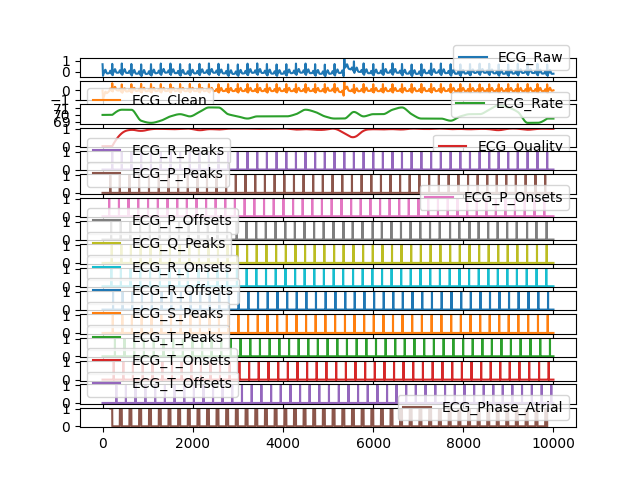 1
0
ECG_Raw
0
−1
ECG_Clean
71
70
69
ECG_Rate
1
0
ECG_Quality
1
0
ECG_R_Peaks
1
0
ECG_P_Peaks
1
0
ECG_P_Onsets
1
0
ECG_P_Offsets
1
0
ECG_Q_Peaks
1
0
ECG_R_Onsets
1
0
ECG_R_Offsets
1
0
ECG_S_Peaks
1
0
ECG_T_Peaks
1
0
ECG_T_Onsets
1
0
ECG_T_Offsets
1
0
ECG_Phase_Atrial
0 2000 4000 6000 8000 10000